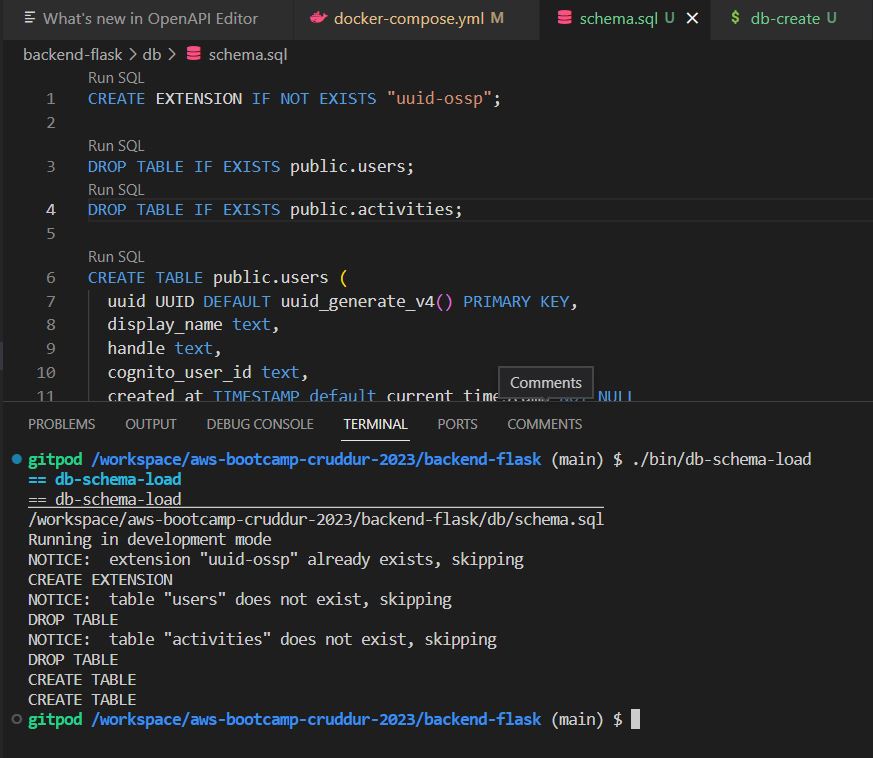 What's new in OpenAPI Editor
docker-compose.yml M
schema.sql U
$ db-create U
backend-flask > db > schema.sql
Run SQL
1 CREATE EXTENSION IF NOT EXISTS "uuid-ossp";
2
Run SQL
3 DROP TABLE IF EXISTS public.users;
Run SQL
4 DROP TABLE IF EXISTS public.activities;
5
Run SQL
6 CREATE TABLE public.users (
7 uuid UUID DEFAULT uuid_generate_v4() PRIMARY KEY,
8 display_name text,
9 handle text,
10 cognito_user_id text,
11 created_at TIMESTAMP default NULL
Comments
PROBLEMS OUTPUT DEBUG CONSOLE TERMINAL PORTS COMMENTS
gitpod /workspace/aws-bootcamp-cruddur-2023/backend-flask (main) $ ./bin/db-schema-load
== db-schema-load
== db-schema-load
/workspace/aws-bootcamp-cruddur-2023/backend-flask/db/schema.sql
Running in development mode
NOTICE:  extension "uuid-ossp" already exists, skipping
CREATE EXTENSION
NOTICE:  table "users" does not exist, skipping
DROP TABLE
NOTICE:  table "activities" does not exist, skipping
DROP TABLE
CREATE TABLE
CREATE TABLE
gitpod /workspace/aws-bootcamp-cruddur-2023/backend-flask (main) $